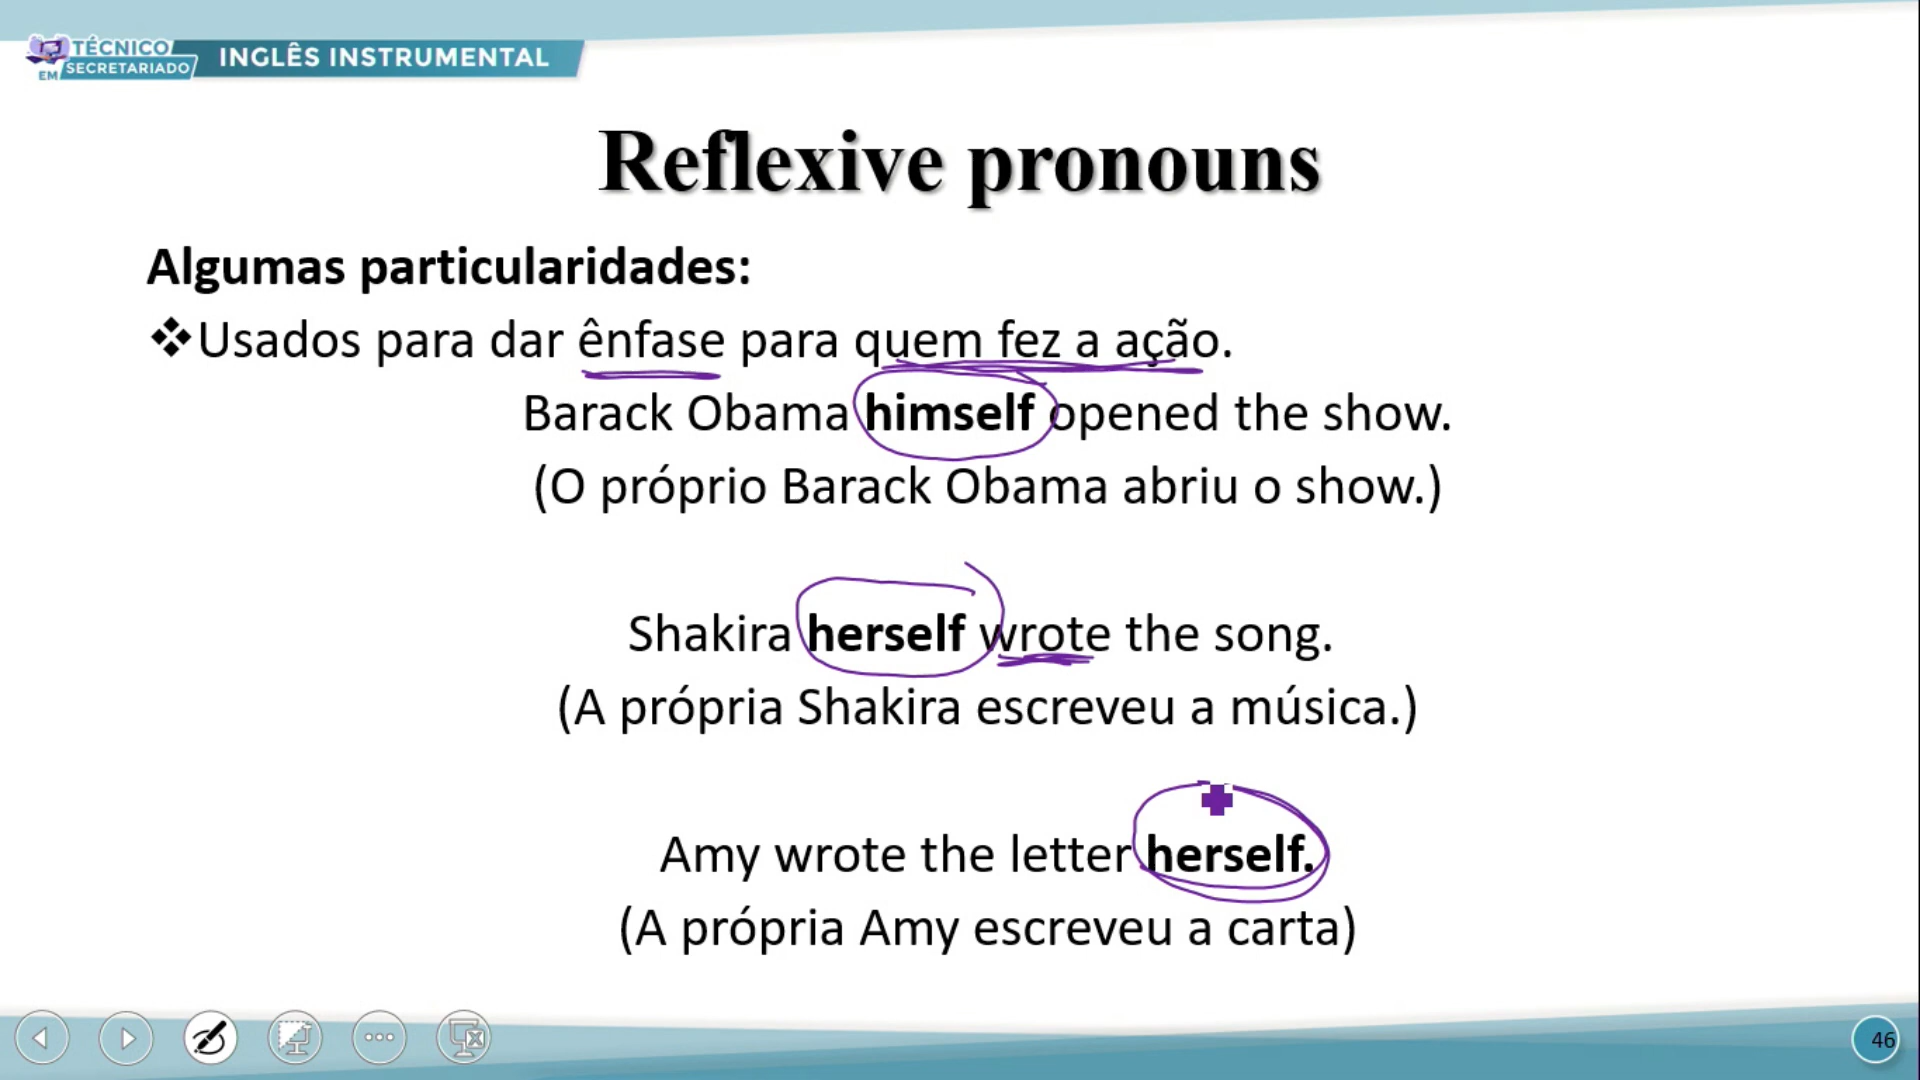 TÉCNICO
EM SECRETARIADO
INGLÊS INSTRUMENTAL
Reflexive pronouns
Algumas particularidades:
❖Usados para dar ênfase para quem fez a ação.
Barack Obama himself opened the show.
(O próprio Barack Obama abriu o show.)
Shakira herself wrote the song.
(A própria Shakira escreveu a música.)
Amy wrote the letter herself.
(A própria Amy escreveu a carta)
46